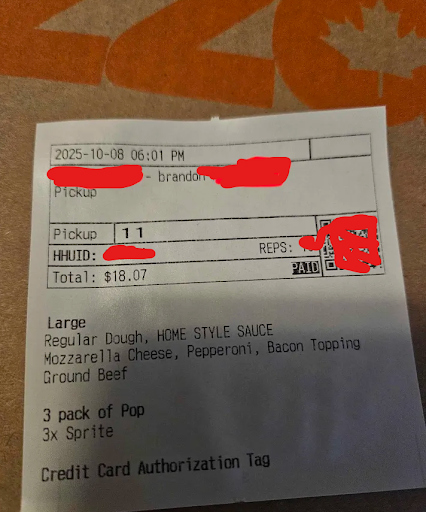 2025-10-08 06:01 PM
- brandon
Pickup
Pickup 11
HHUID:
REPS:
Total: $18.07 PAID
Large
Regular Dough, HOME STYLE SAUCE
Mozzarella Cheese, Pepperoni, Bacon Topping
Ground Beef
3 pack of Pop
3x Sprite
Credit Card Authorization Tag